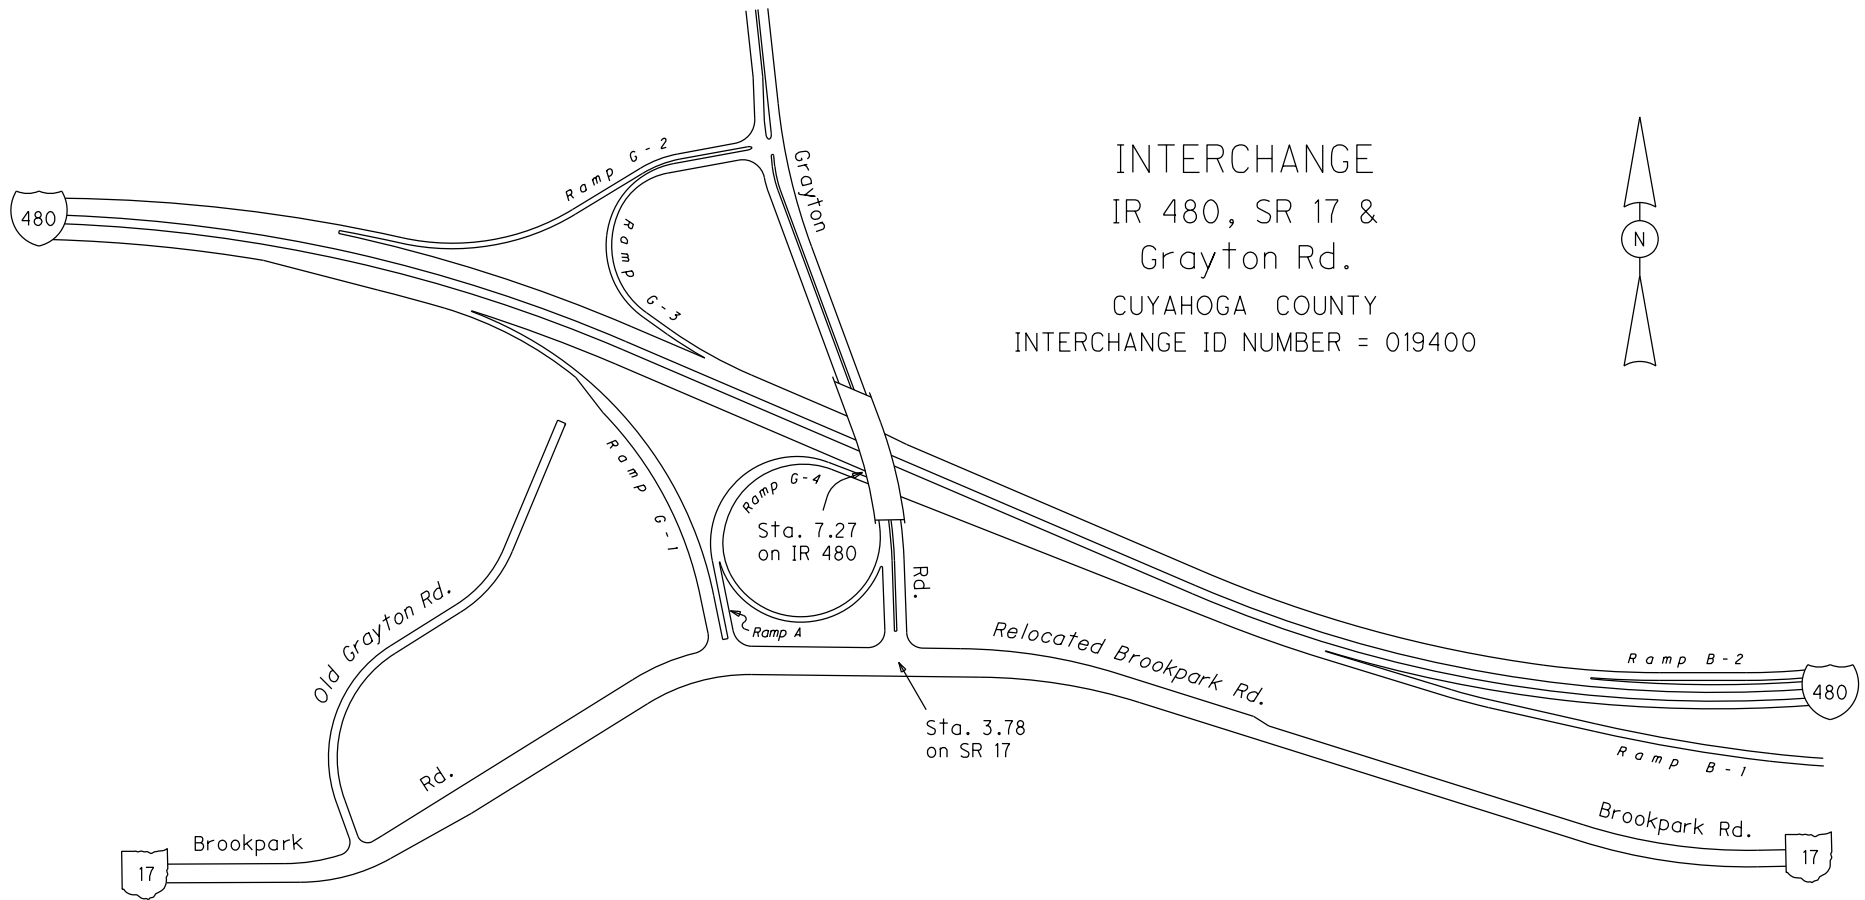 INTERCHANGE
IR 480, SR 17 &
Grayton Rd.
CUYAHOGA COUNTY
INTERCHANGE ID NUMBER = 019400
N
480
Ramp G-2
Grayton
Ramp G-3
Ramp G-1
Ramp G-4
Sta. 7.27
on IR 480
Rd.
Ramp A
Old Grayton Rd.
Relocated Brookpark Rd.
Sta. 3.78
on SR 17
Ramp B-2
480
Ramp B-1
Rd.
Brookpark
17
Brookpark Rd.
17